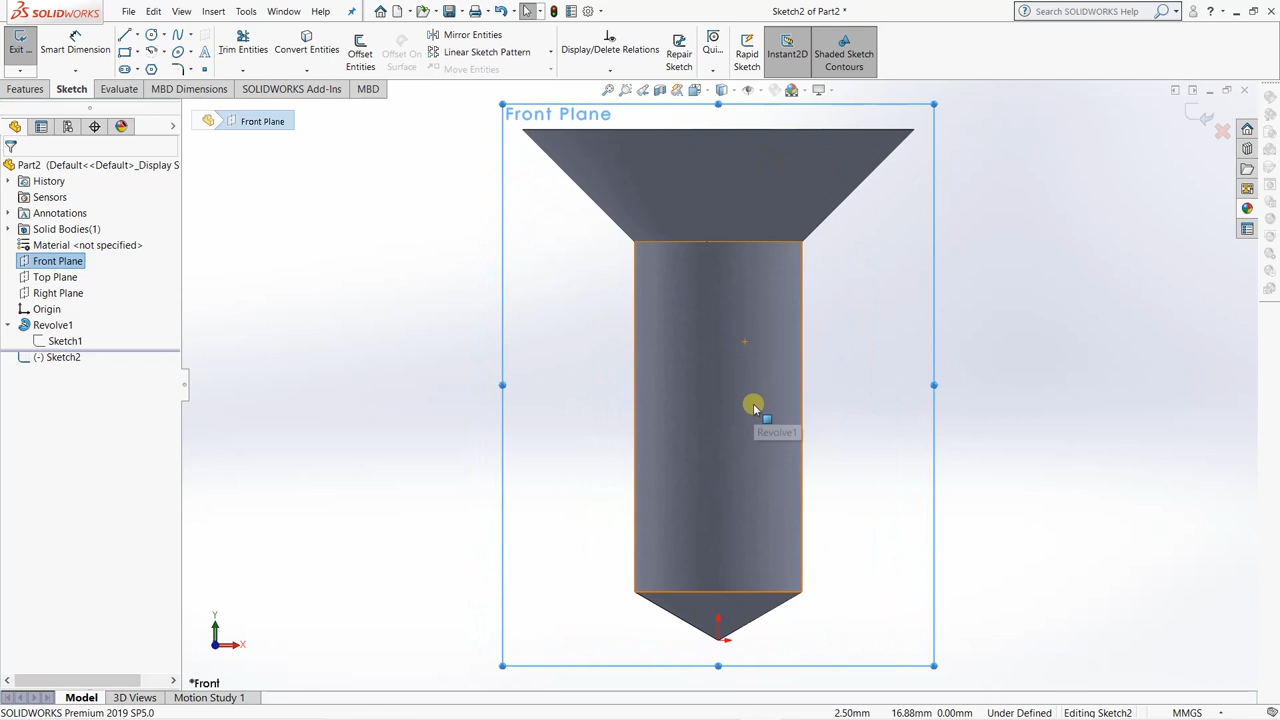 SOLIDWORKS File Edit View Insert Tools Window Help Sketch2 of Part2 * Search SOLIDWORKS Help
Exit ... Smart Dimension Trim Entities Convert Entities Offset Entities Offset On Surface Mirror Entities Linear Sketch Pattern Move Entities Display/Delete Relations Repair Sketch Qui... Rapid Sketch Instant2D Shaded Sketch Contours
Features Sketch Evaluate MBD Dimensions SOLIDWORKS Add-Ins MBD
Front Plane
Front Plane
Part2 (Default<<Default>_Display S
History
Sensors
Annotations
Solid Bodies(1)
Material <not specified>
Front Plane
Top Plane
Right Plane
Origin
Revolve1
Sketch1
(-) Sketch2
Revolve1
Y
X
*Front
Model 3D Views Motion Study 1
SOLIDWORKS Premium 2019 SP5.0 2.50mm 16.88mm 0.00mm Under Defined Editing Sketch2 MMGS